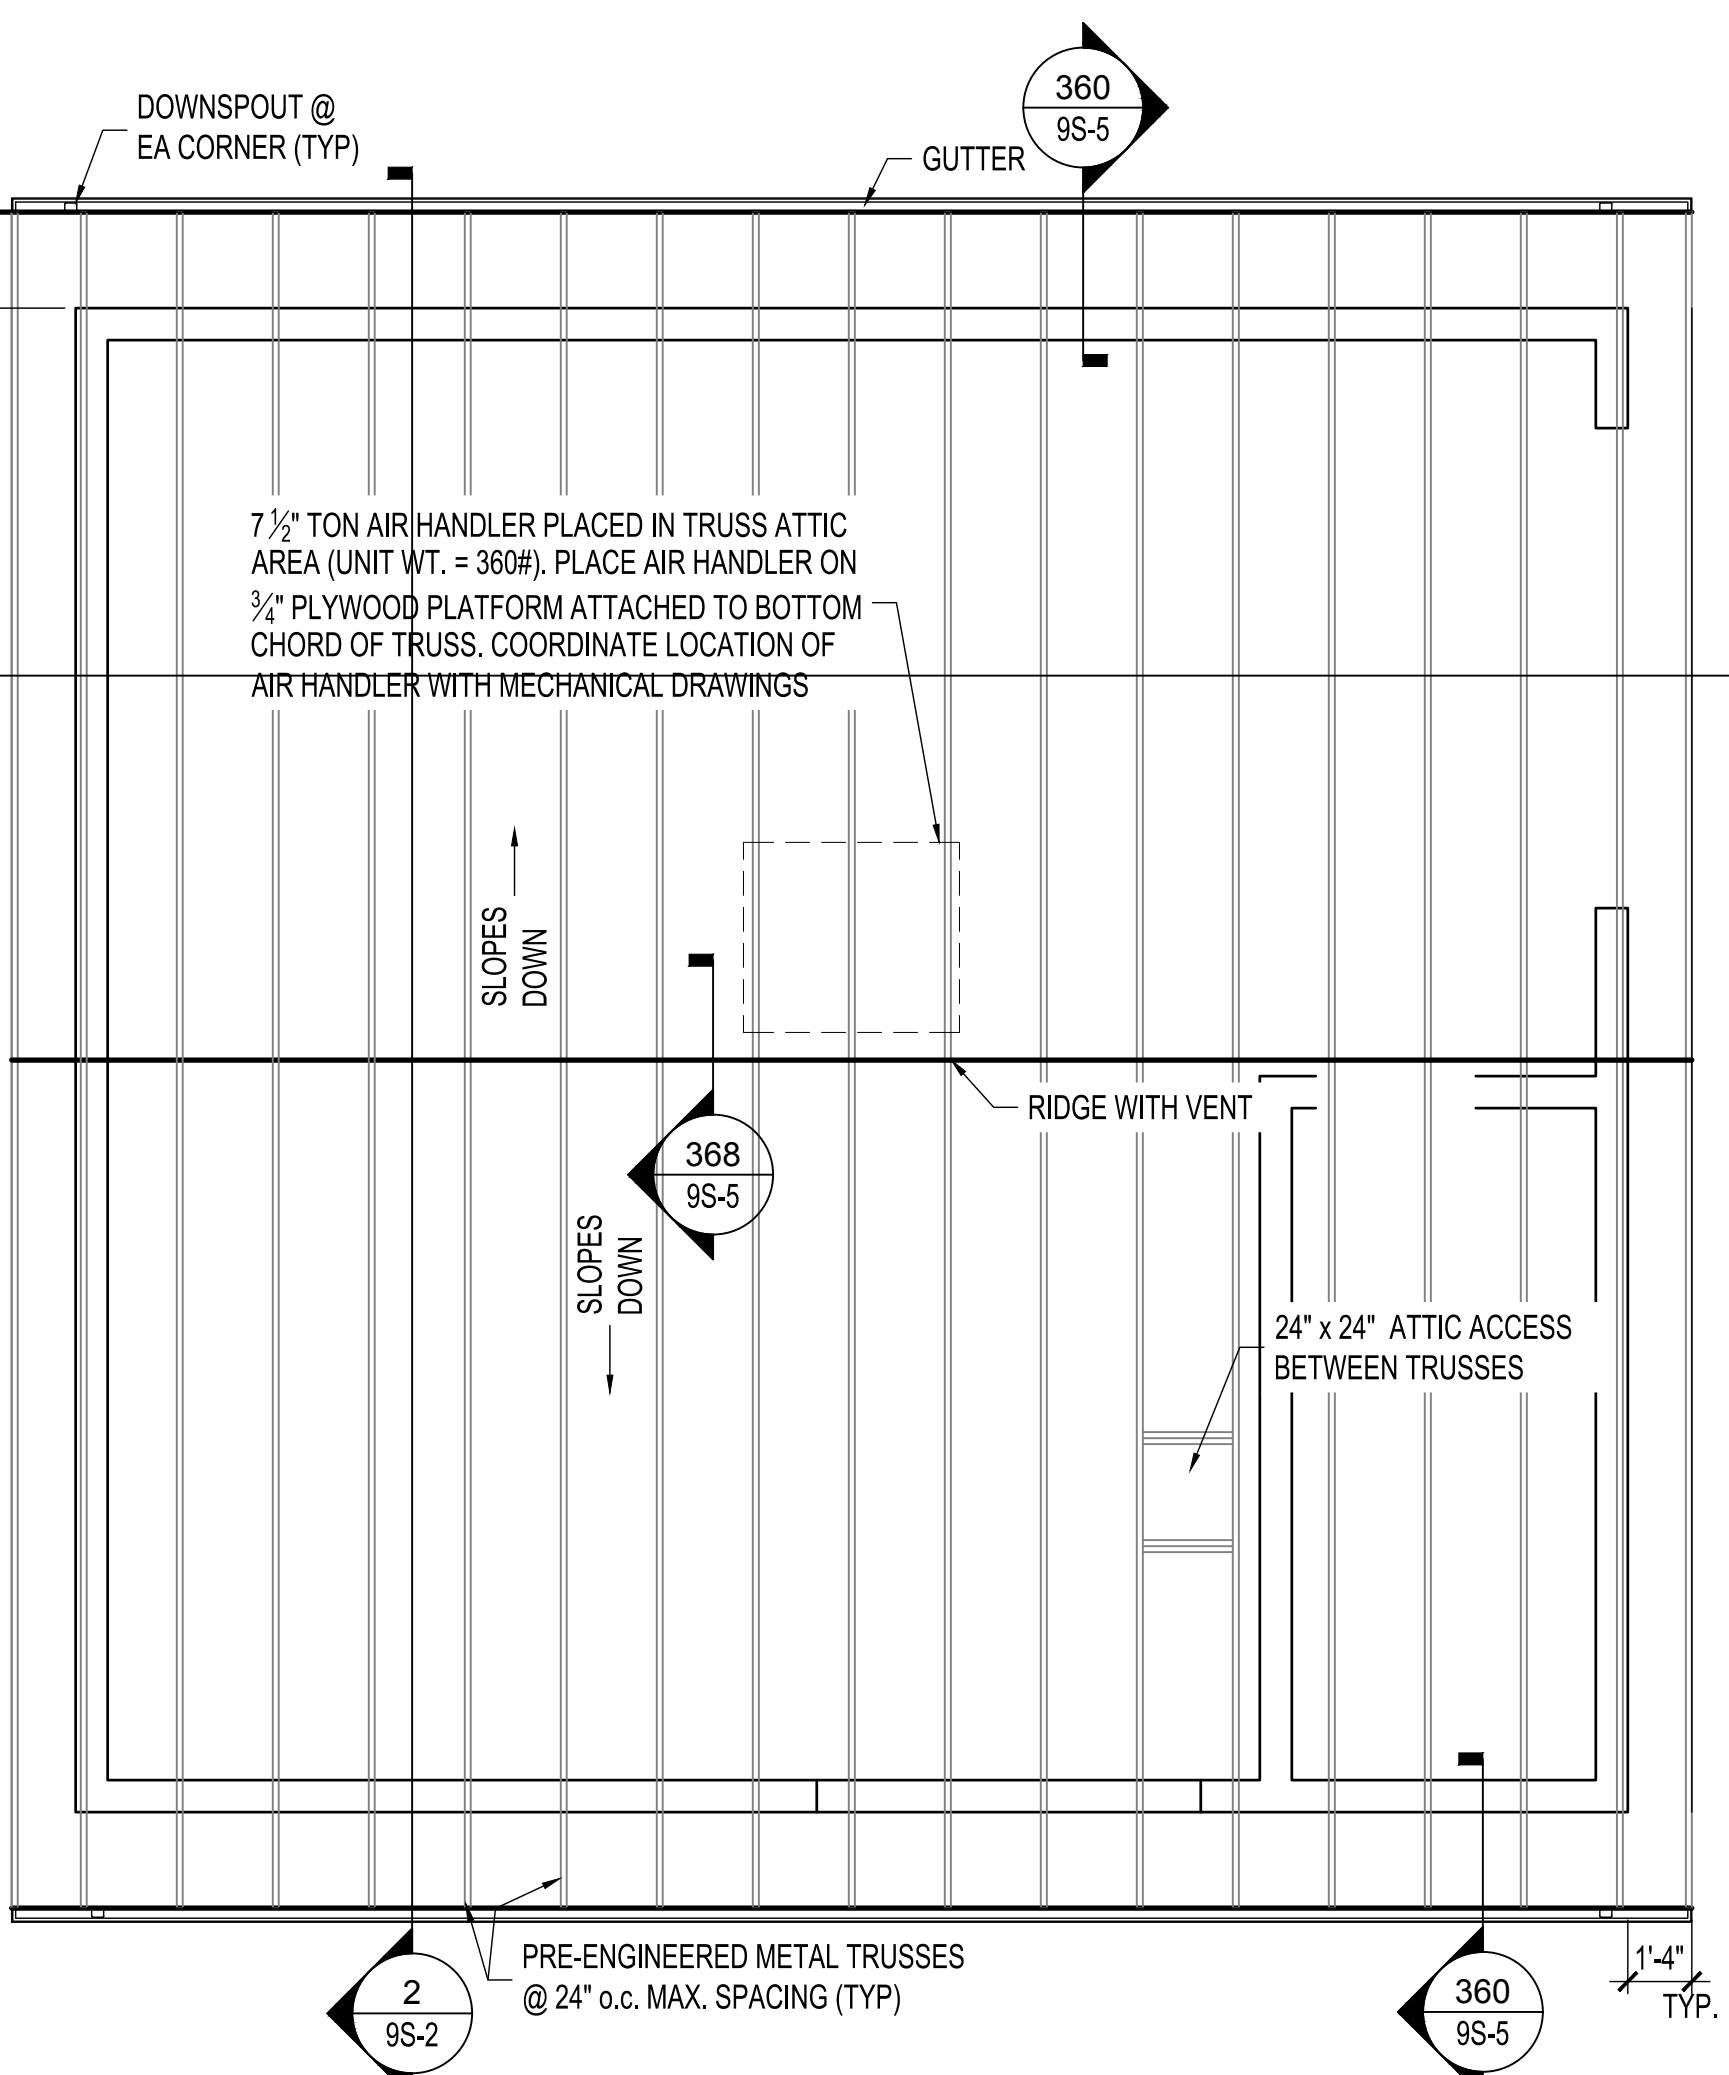 360
9S-5
DOWNSPOUT @
EA CORNER (TYP)
GUTTER
7 ½" TON AIR HANDLER PLACED IN TRUSS ATTIC
AREA (UNIT WT. = 360#). PLACE AIR HANDLER ON
¾" PLYWOOD PLATFORM ATTACHED TO BOTTOM
CHORD OF TRUSS. COORDINATE LOCATION OF
AIR HANDLER WITH MECHANICAL DRAWINGS
SLOPES
DOWN
RIDGE WITH VENT
368
9S-5
SLOPES
DOWN
24" x 24" ATTIC ACCESS
BETWEEN TRUSSES
PRE-ENGINEERED METAL TRUSSES
@ 24" o.c. MAX. SPACING (TYP)
2
9S-2
360
9S-5
1'-4"
TYP.